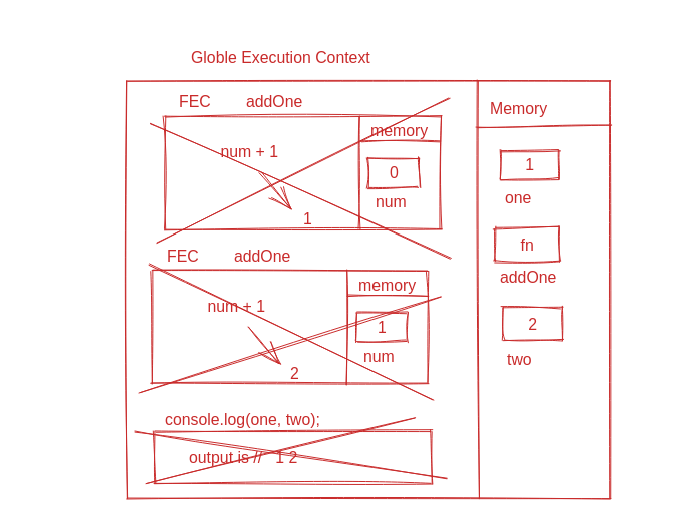 Globle Execution Context
FEC addOne
num + 1
1
memory
0
num
FEC addOne
num + 1
2
memory
1
num
console.log(one, two);
output is // 1 2
Memory
1
one
fn
addOne
2
two